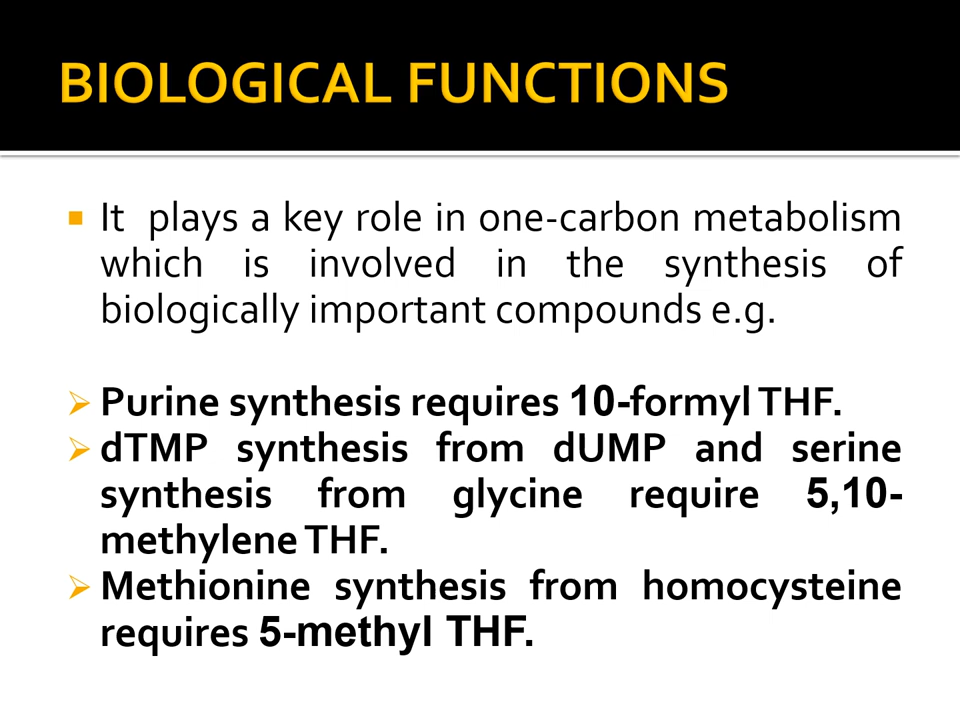 BIOLOGICAL FUNCTIONS
It plays a key role in one-carbon metabolism
which is involved in the synthesis of
biologically important compounds e.g.
Purine synthesis requires 10-formyl THF.
dTMP synthesis from dUMP and serine
synthesis from glycine require 5,10-
methylene THF.
Methionine synthesis from homocysteine
requires 5-methyl THF.